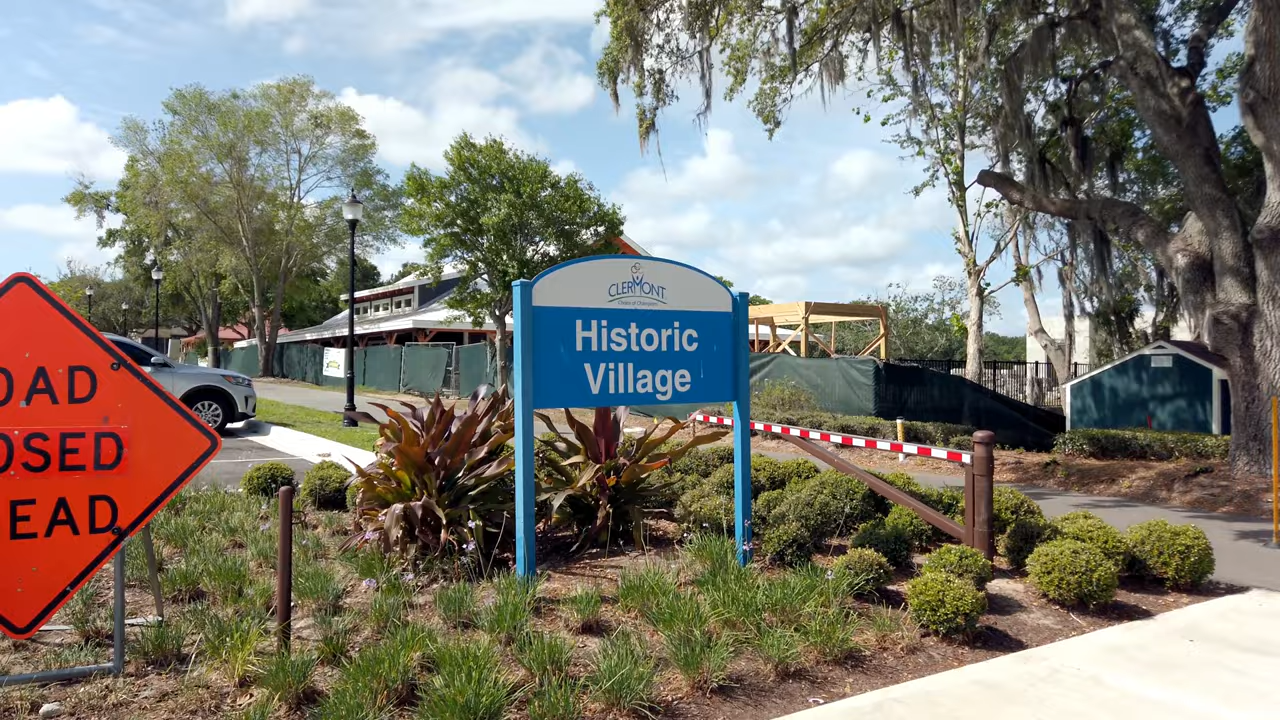 OAD
OSED
EAD
CLERMONT
Choice of Champions
Historic
Village